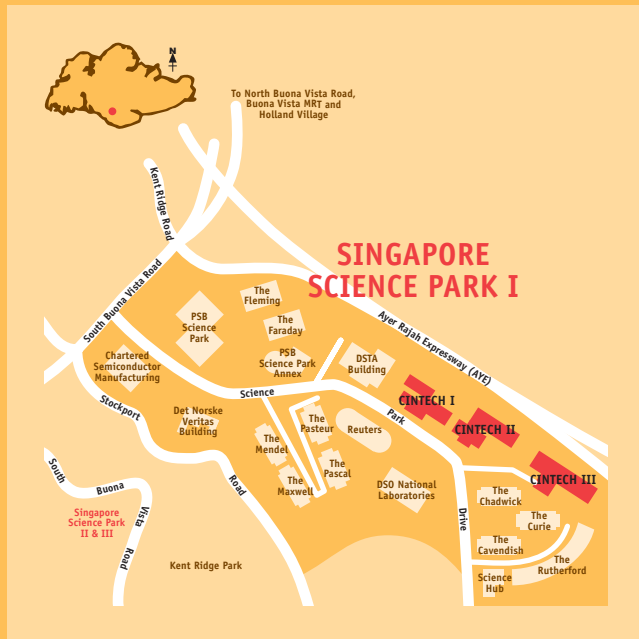 N
To North Buona Vista Road,
Buona Vista MRT and
Holland Village
Kent Ridge Road
SINGAPORE
SCIENCE PARK I
South Buona Vista Road
Ayer Rajah Expressway (AYE)
The
Fleming
PSB
Science
Park
The
Faraday
PSB
Science Park
Annex
DSTA
Building
Chartered
Semiconductor
Manufacturing
Stockport
Road
Science
Park
Drive
CINTECH I
CINTECH II
CINTECH III
Det Norske
Veritas
Building
The
Pasteur
Reuters
The
Mendel
The
Pascal
The
Maxwell
DSO National
Laboratories
The
Chadwick
The
Curie
The
Cavendish
The
Rutherford
Science
Hub
South
Buona
Vista
Road
Singapore
Science Park
II & III
Kent Ridge Park